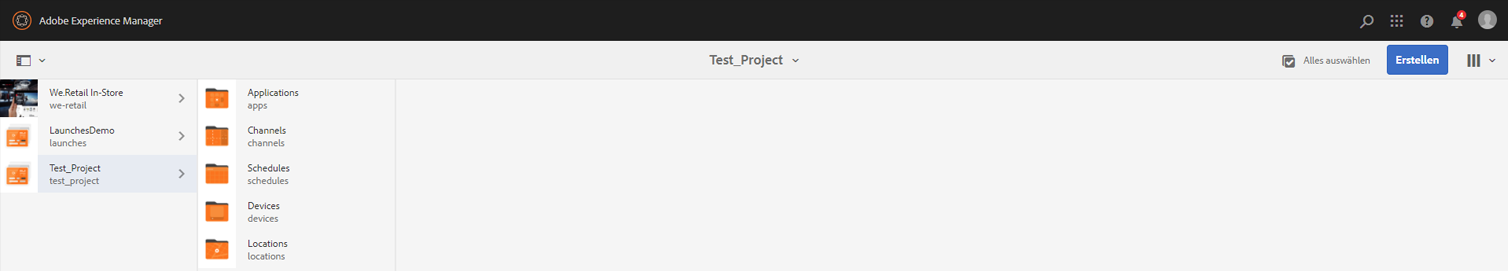 Adobe Experience Manager
4
Test_Project
Alles auswählen
Erstellen
We.Retail In-Store
we-retail
LaunchesDemo
launches
Test_Project
test_project
Applications
apps
Channels
channels
Schedules
schedules
Devices
devices
Locations
locations